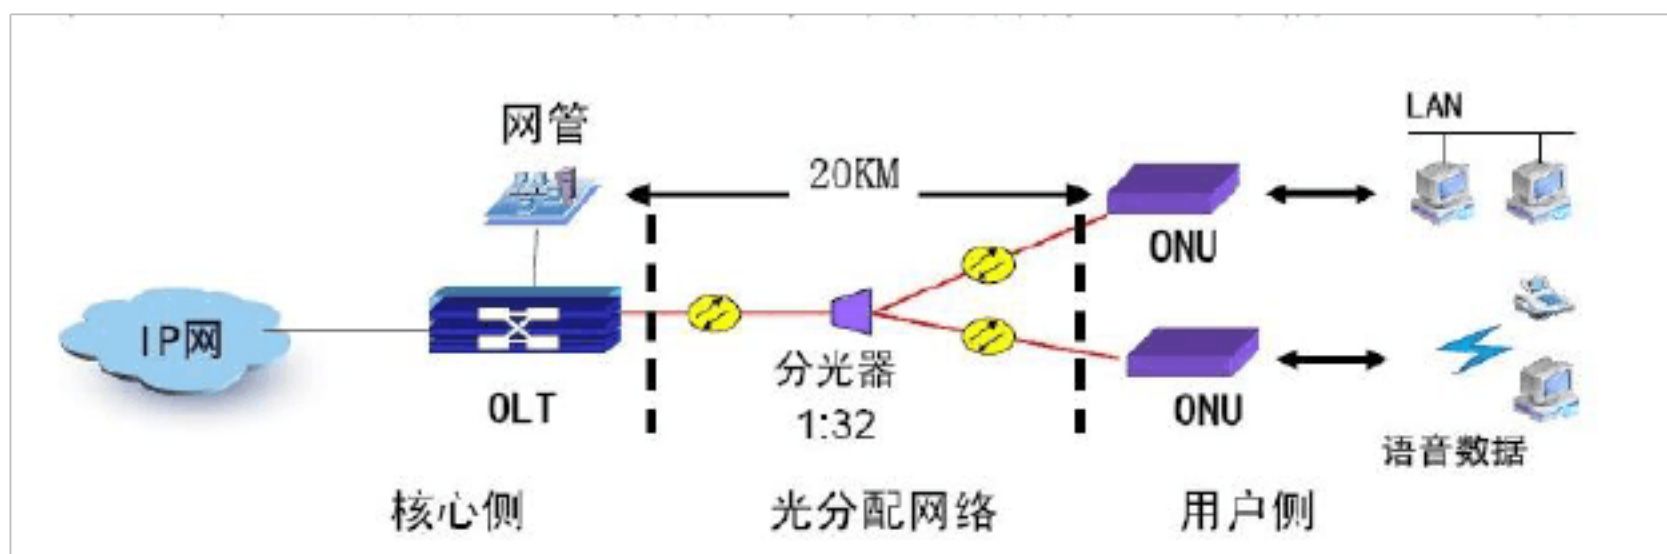 网管
LAN
20KM
ONU
IP网
OLT
分光器
1:32
ONU
语音数据
核心侧
光分配网络
用户侧